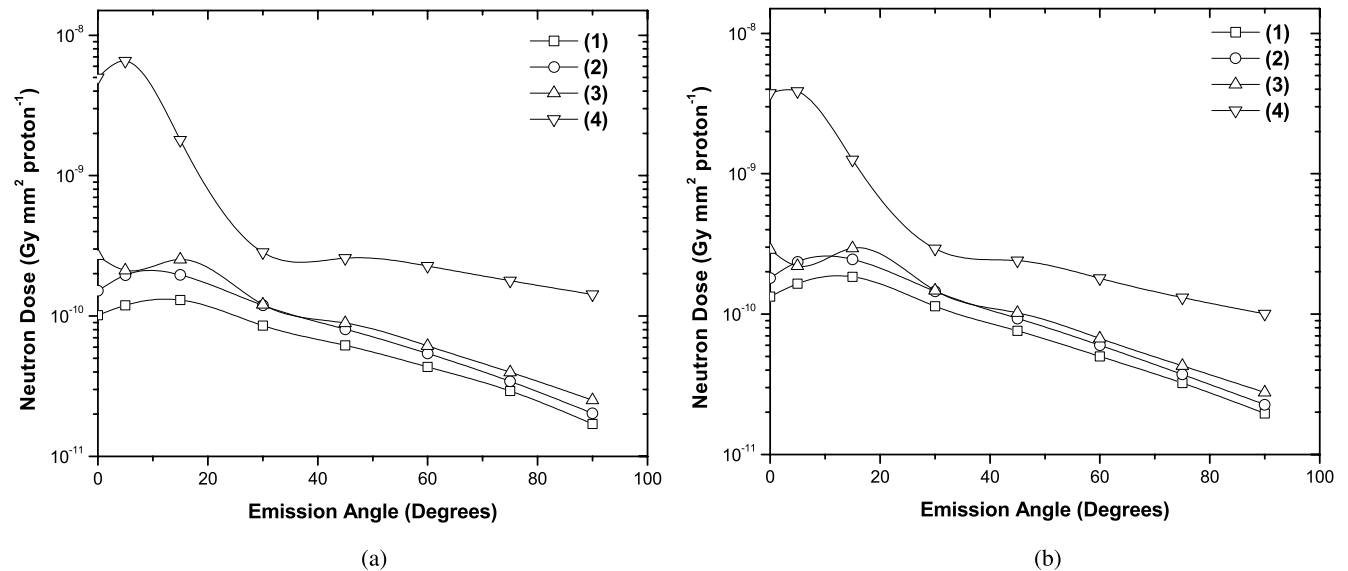 10⁻⁸
10⁻⁹
10⁻¹⁰
10⁻¹¹
Neutron Dose (Gy mm² proton⁻¹)
(1)
(2)
(3)
(4)
0 20 40 60 80 100
Emission Angle (Degrees)
(a)
10⁻⁸
10⁻⁹
10⁻¹⁰
10⁻¹¹
Neutron Dose (Gy mm² proton⁻¹)
(1)
(2)
(3)
(4)
0 20 40 60 80 100
Emission Angle (Degrees)
(b)